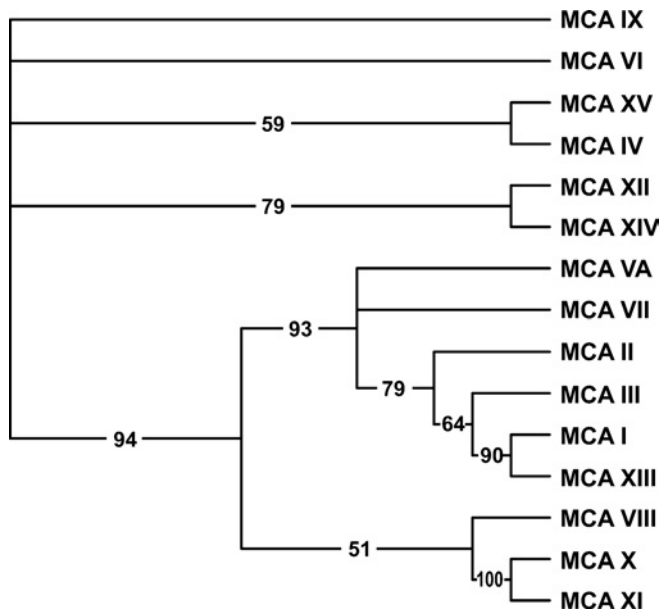 MCA IX
MCA VI
MCA XV
59
MCA IV
MCA XII
79
MCA XIV
MCA VA
MCA VII
93
MCA II
79
MCA III
64
MCA I
94
90
MCA XIII
MCA VIII
51
MCA X
100
MCA XI